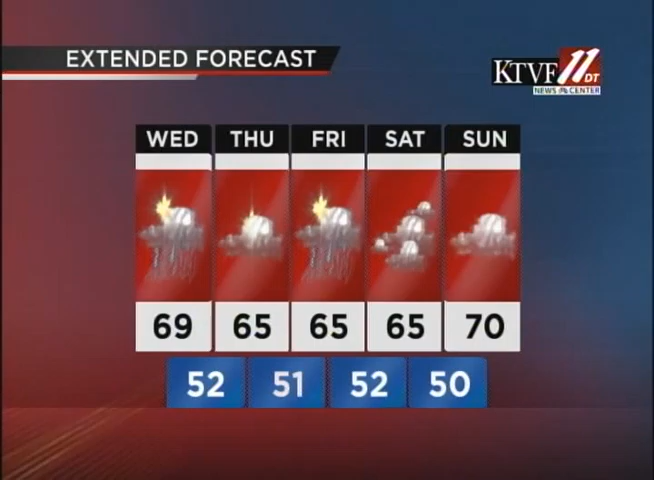 EXTENDED FORECAST
KTVF 11 DT
NEWS CENTER
WED THU FRI SAT SUN
69 65 65 65 70
52 51 52 50